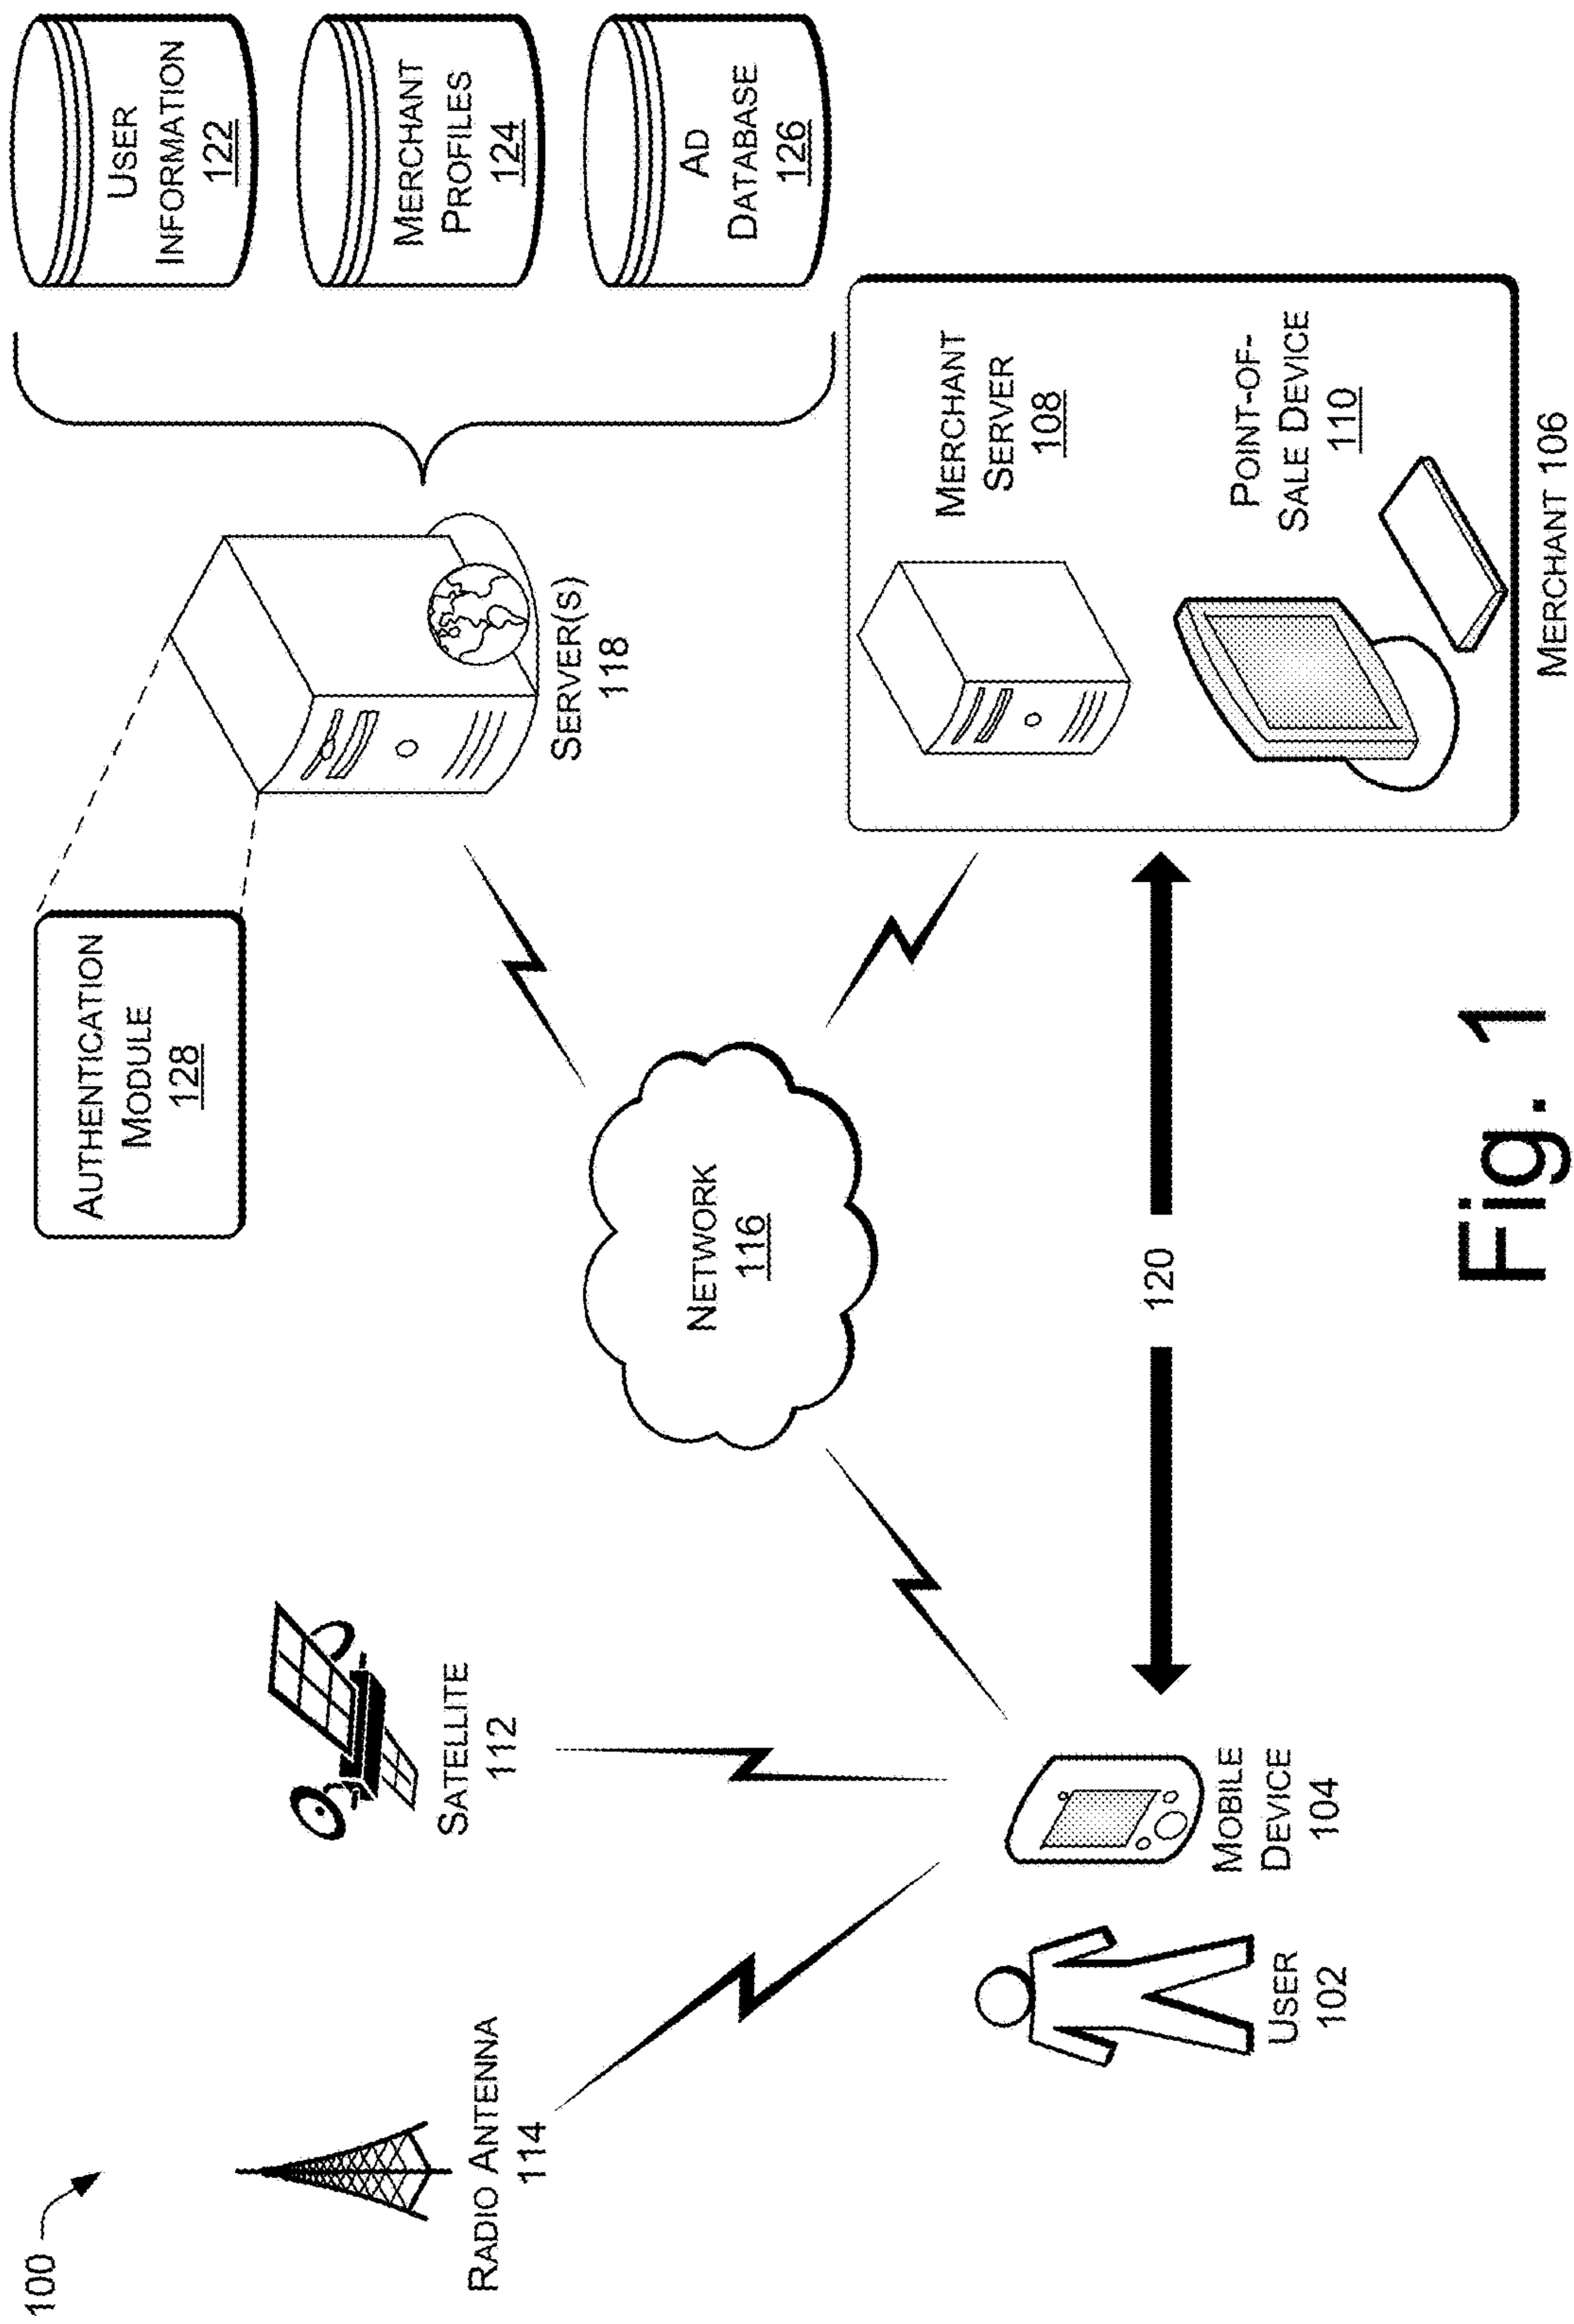 100
RADIO ANTENNA
114
SATELLITE
112
USER
102
MOBILE
DEVICE
104
NETWORK
116
120
AUTHENTICATION
MODULE
128
SERVER(S)
118
USER
INFORMATION
122
MERCHANT
PROFILES
124
AD
DATABASE
126
MERCHANT
SERVER
108
POINT-OF-
SALE DEVICE
110
MERCHANT 106
Fig. 1